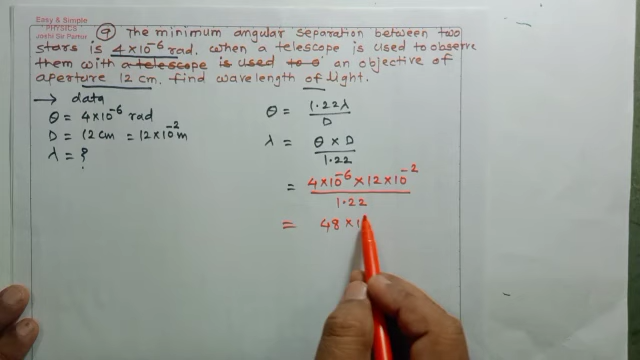 Easy & Simple
PHYSICS
Joshi Sir Parner
9 The minimum angular separation between two
stars is 4×10⁻⁶ rad. when a telescope is used to observe
them with a telescope is used to o an objective of
aperture 12 cm. find wavelength of light.
→ data
θ = 4×10⁻⁶ rad
D = 12 cm = 12×10⁻² m
λ = ?
θ = 1.22λ / D
λ = θ × D / 1.22
= 4×10⁻⁶ × 12×10⁻² / 1.22
= 48×1